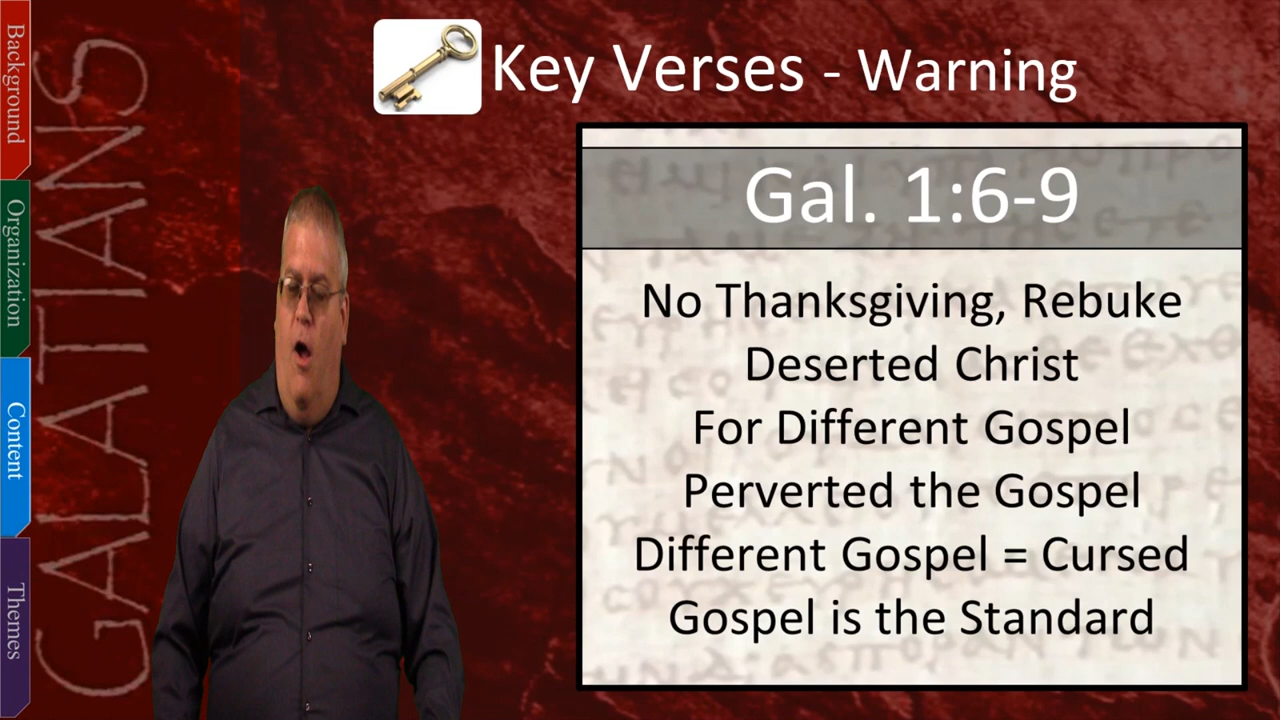 Background
Organization
Content
Themes
GALATIANS
Key Verses - Warning
Gal. 1:6-9
No Thanksgiving, Rebuke
Deserted Christ
For Different Gospel
Perverted the Gospel
Different Gospel = Cursed
Gospel is the Standard